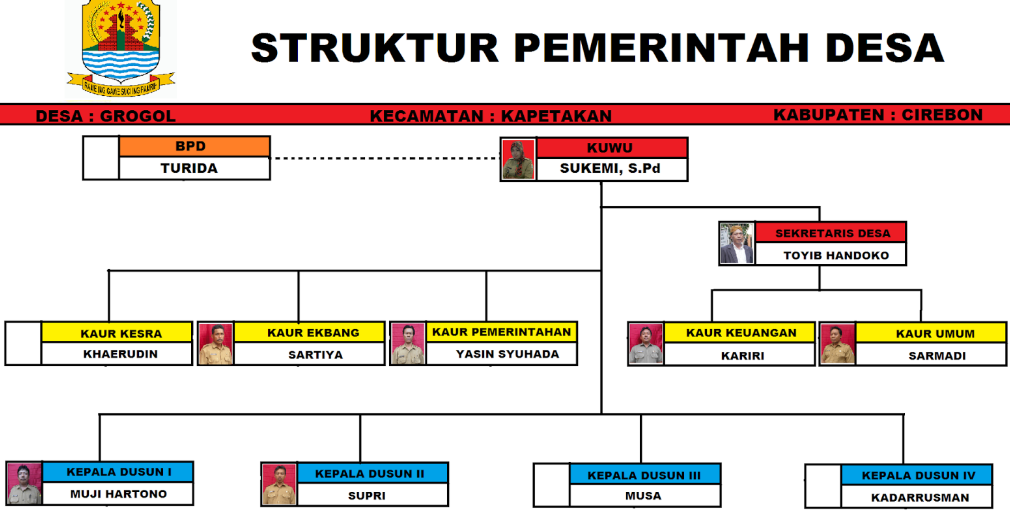 STRUKTUR PEMERINTAH DESA
DESA : GROGOL
KECAMATAN : KAPETAKAN
KABUPATEN : CIREBON
BPD
TURIDA
KUWU
SUKEMI, S.Pd
SEKRETARIS DESA
TOYIB HANDOKO
KAUR KESRA
KHAERUDIN
KAUR EKBANG
SARTIYA
KAUR PEMERINTAHAN
YASIN SYUHADA
KAUR KEUANGAN
KARIRI
KAUR UMUM
SARMADI
KEPALA DUSUN I
MUJI HARTONO
KEPALA DUSUN II
SUPRI
KEPALA DUSUN III
MUSA
KEPALA DUSUN IV
KADARRUSMAN